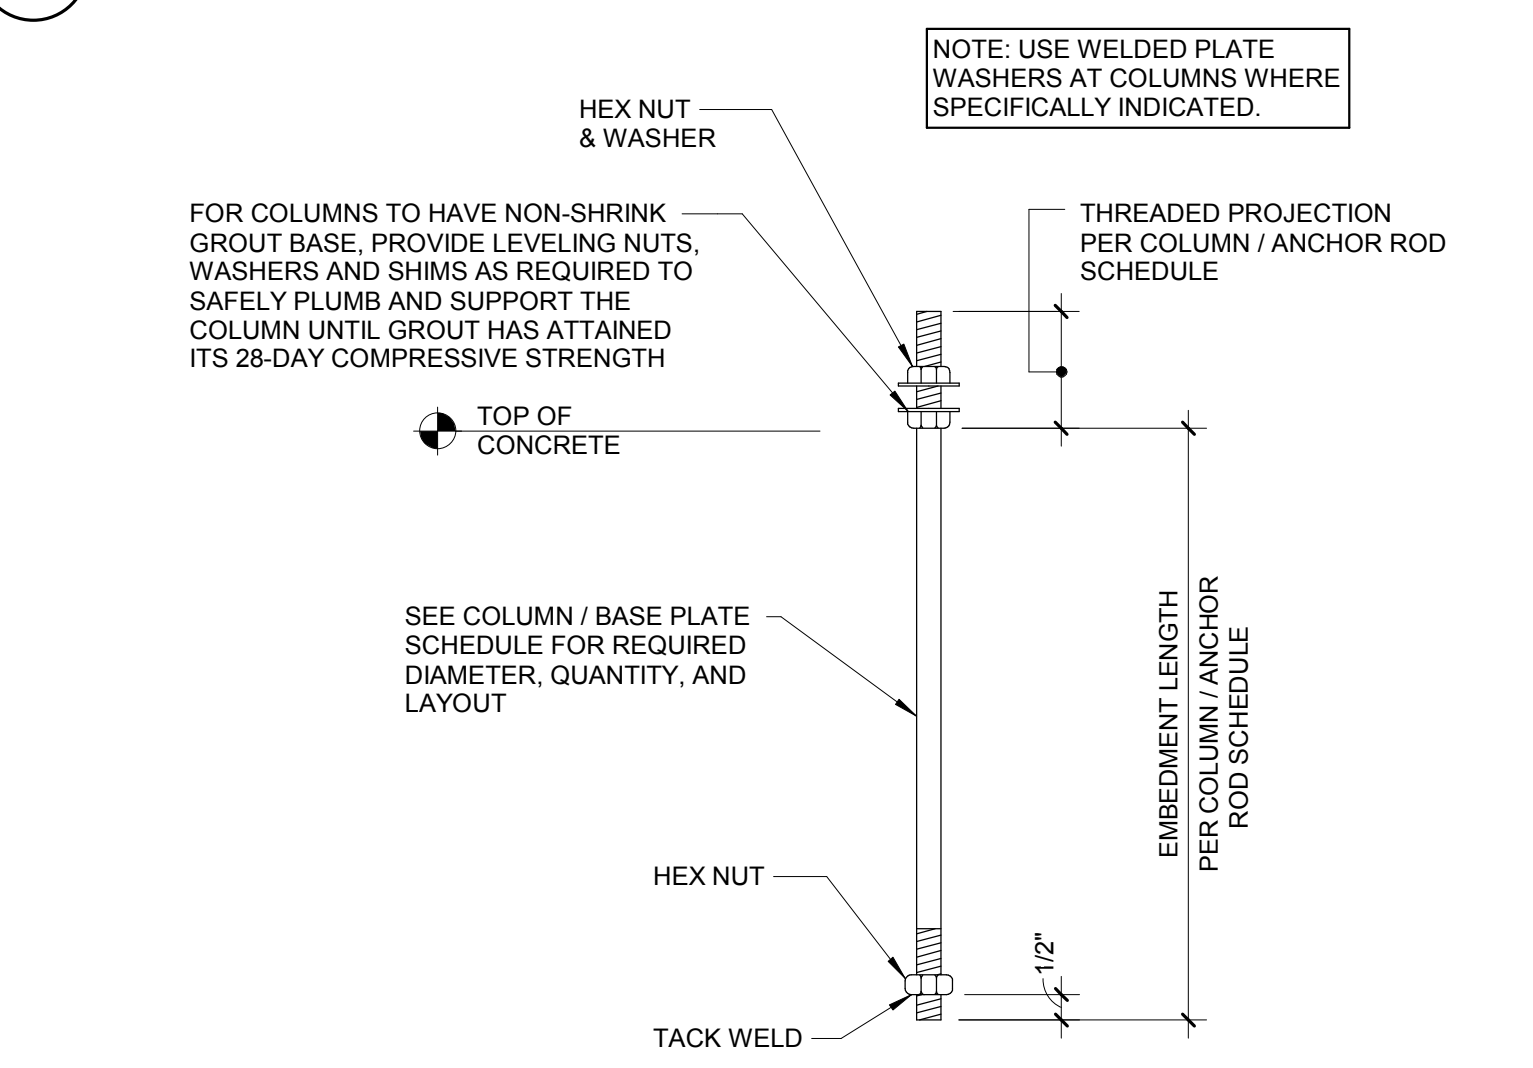 NOTE: USE WELDED PLATE
WASHERS AT COLUMNS WHERE
SPECIFICALLY INDICATED.
HEX NUT
& WASHER
FOR COLUMNS TO HAVE NON-SHRINK
GROUT BASE, PROVIDE LEVELING NUTS,
WASHERS AND SHIMS AS REQUIRED TO
SAFELY PLUMB AND SUPPORT THE
COLUMN UNTIL GROUT HAS ATTAINED
ITS 28-DAY COMPRESSIVE STRENGTH
THREADED PROJECTION
PER COLUMN / ANCHOR ROD
SCHEDULE
TOP OF
CONCRETE
SEE COLUMN / BASE PLATE
SCHEDULE FOR REQUIRED
DIAMETER, QUANTITY, AND
LAYOUT
EMBEDMENT LENGTH
PER COLUMN / ANCHOR
ROD SCHEDULE
HEX NUT
1/2"
TACK WELD